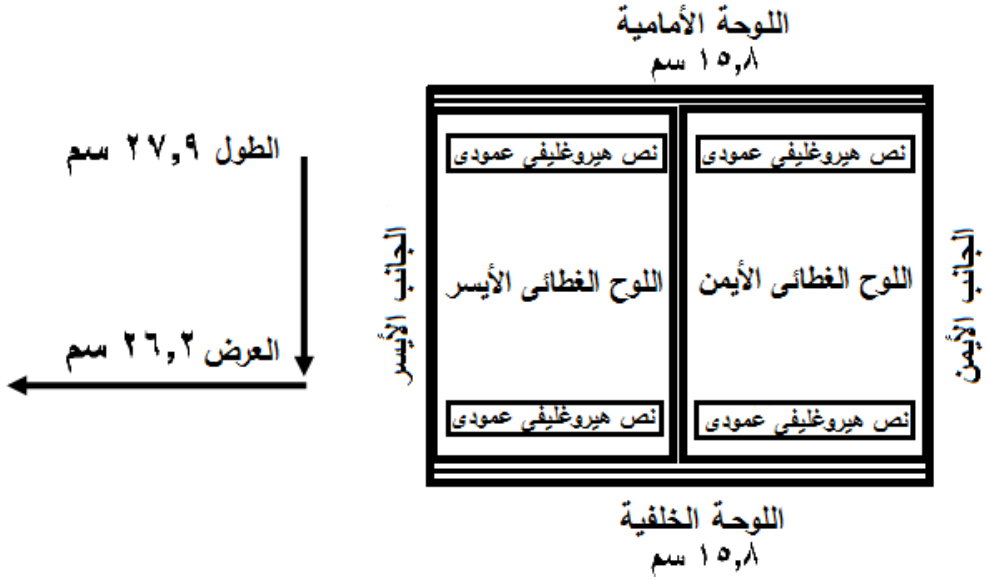 اللوحة الأمامية
١٥,٨ سم
الطول ٢٧,٩ سم
العرض ٢٦,٢ سم
الجانب الأيمن
نص هيروغليفي عمودى
نص هيروغليفي عمودى
اللوح الغطائى الأيمن
اللوح الغطائى الأيسر
نص هيروغليفي عمودى
نص هيروغليفي عمودى
الجانب الأيسر
اللوحة الخلفية
١٥,٨ سم